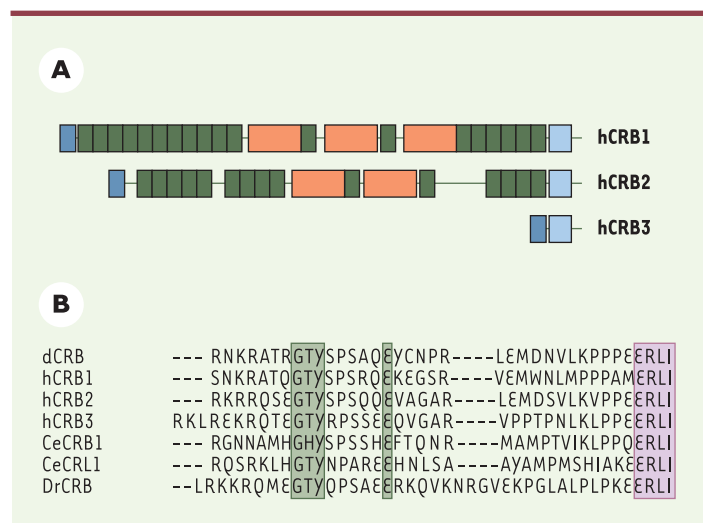 A
hCRB1
hCRB2
hCRB3
B
dCRB --- RNKRATRGTYSPSAQEYCNPR----LEMDNVLKPPPEERLI
hCRB1 --- SNKRATQGTYSPSRQEKEGSR----VEMWNLMPPPAMERLI
hCRB2 --- RKRRQSEGTYSPSQQEVAGAR----LEMDSVLKVPPEERLI
hCRB3 RKLREKRQTEGTYRPSSEEQVGAR----VPPTPNLKLPPEERLI
CeCRB1 --- RGNNAMHGHYSPSSHEFTQNR----MAMPTVIKLPPQERLI
CeCRL1 --- RQSRKLHGTYNPAREEHNLSA----AYAMPMSHIAKEERLI
DrCRB --LRKKRQMEGTYQPSAEERKQVKNRGVEKPGLALPLPKEERLI